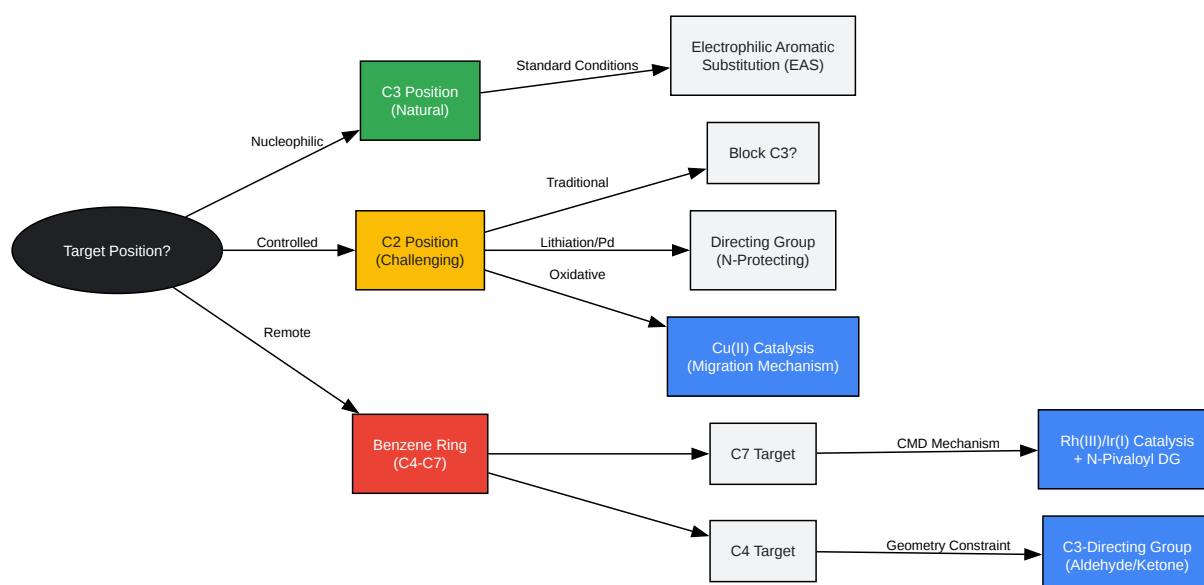 Electrophilic Aromatic
Substitution (EAS)
Standard Conditions
C3 Position
(Natural)
Nucleophilic
Block C3?
Traditional
Target Position?
Controlled
C2 Position
(Challenging)
Lithiation/Pd
Directing Group
(N-Protecting)
Oxidative
Cu(II) Catalysis
(Migration Mechanism)
Remote
Benzene Ring
(C4-C7)
C7 Target
CMD Mechanism
Rh(III)/Ir(I) Catalysis
+ N-Pivaloyl DG
C4 Target
Geometry Constraint
C3-Directing Group
(Aldehyde/Ketone)